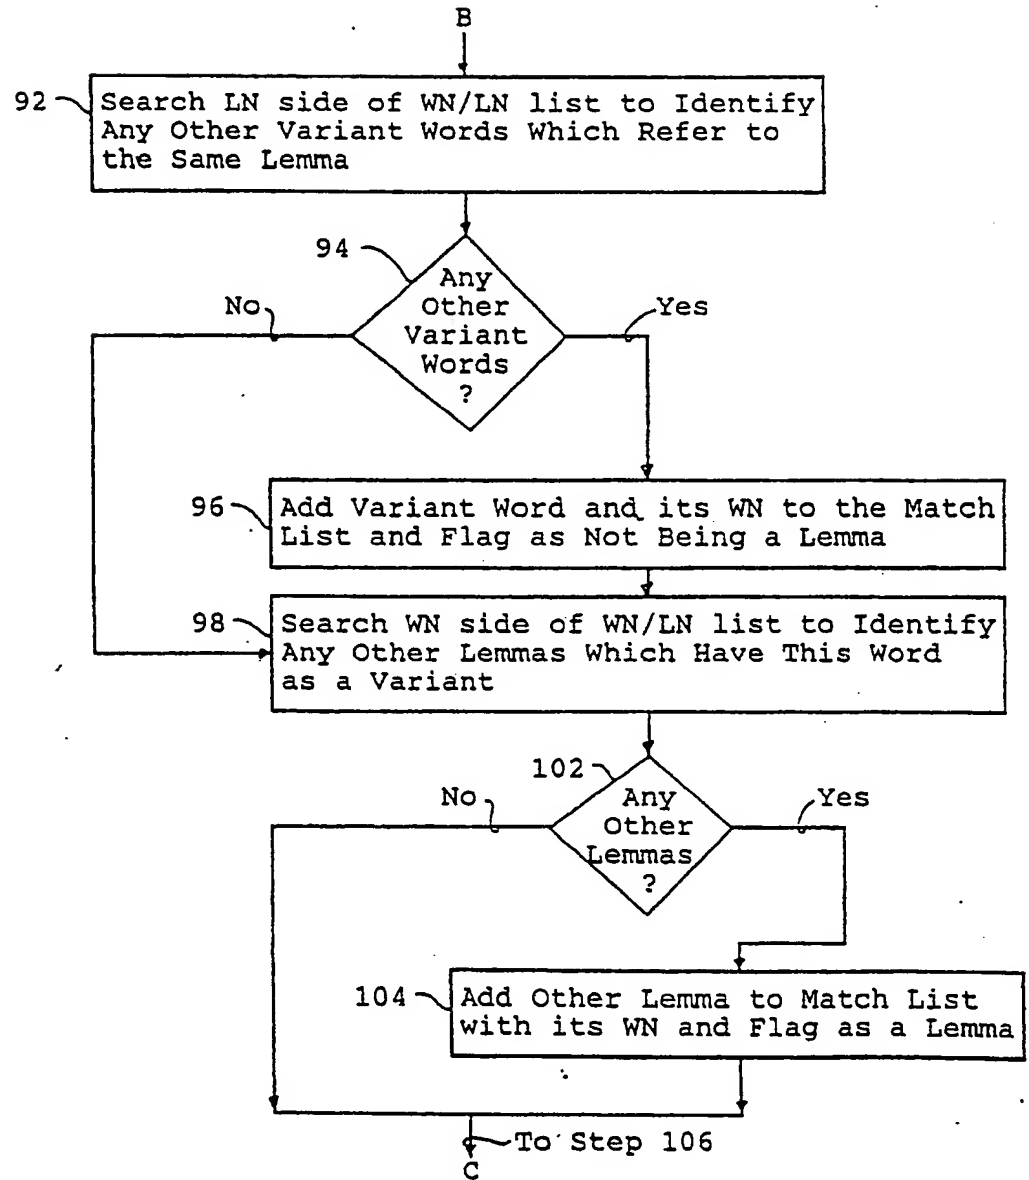 B
92
Search LN side of WN/LN list to Identify
Any Other Variant Words Which Refer to
the Same Lemma
94
Any
Other
Variant
Words
?
No
Yes
96
Add Variant Word and its WN to the Match
List and Flag as Not Being a Lemma
98
Search WN side of WN/LN list to Identify
Any Other Lemmas Which Have This Word
as a Variant
102
Any
Other
Lemmas
?
No
Yes
104
Add Other Lemma to Match List
with its WN and Flag as a Lemma
To Step 106
C